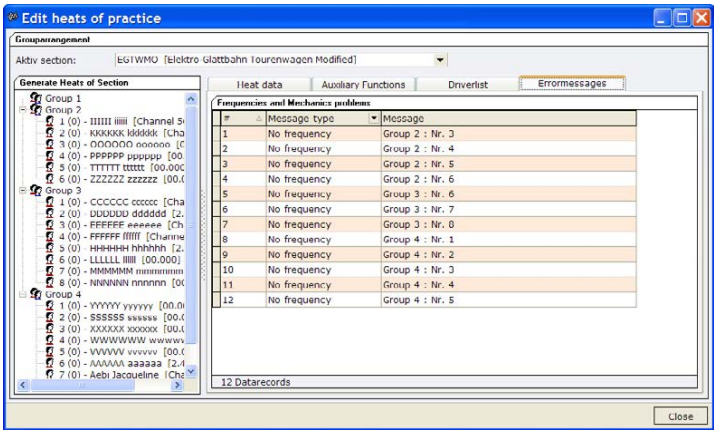 Edit heats of practice
Grouparrangement
Aktiv section: EGTWMO [Elektro Glattbahn Tourenwagen Modified]
Generate Heats of Section
Group 1
Group 2
1 (0) - IIIIII iiiiii [Channel 5
2 (0) - KKKKKK kkkkkk [Cha
3 (0) - OOOOOO oooooo [C
4 (0) - PPPPPP pppppp [00.
5 (0) - TTTTTT tttttt [00.00
6 (0) - ZZZZZZ zzzzzz [00.0
Group 3
1 (0) - CCCCCC cccccc [Cha
2 (0) - DDDDDD dddddd [2.
3 (0) - EEEEEE eeeeee [Ch
4 (0) - FFFFFF ffffff [Channe
5 (0) - HHHHHH hhhhhh [2.
6 (0) - LLLLLL llllll [00.000]
7 (0) - MMMMMM mmmmmm
8 (0) - NNNNNN nnnnnn [00
Group 4
1 (0) - YYYYYY yyyyyy [00.0
2 (0) - SSSSSS ssssss [00.0
3 (0) - XXXXXX xxxxxx [00.0
4 (0) - WWWWWW wwwww
5 (0) - VVVVVV vvvvvv [00.0
6 (0) - AAAAAA aaaaaa [2.4
7 (0) - Aebi Jacqueline [Cha
Heat data Auxiliary Functions Driverlist Errormessages
Frequencies and Mechanics problems
# Message type Message
1 No frequency Group 2 : Nr. 3
2 No frequency Group 2 : Nr. 4
3 No frequency Group 2 : Nr. 5
4 No frequency Group 2 : Nr. 6
5 No frequency Group 3 : Nr. 6
6 No frequency Group 3 : Nr. 7
7 No frequency Group 3 : Nr. 8
8 No frequency Group 4 : Nr. 1
9 No frequency Group 4 : Nr. 2
10 No frequency Group 4 : Nr. 3
11 No frequency Group 4 : Nr. 4
12 No frequency Group 4 : Nr. 5
12 Datarecords
Close